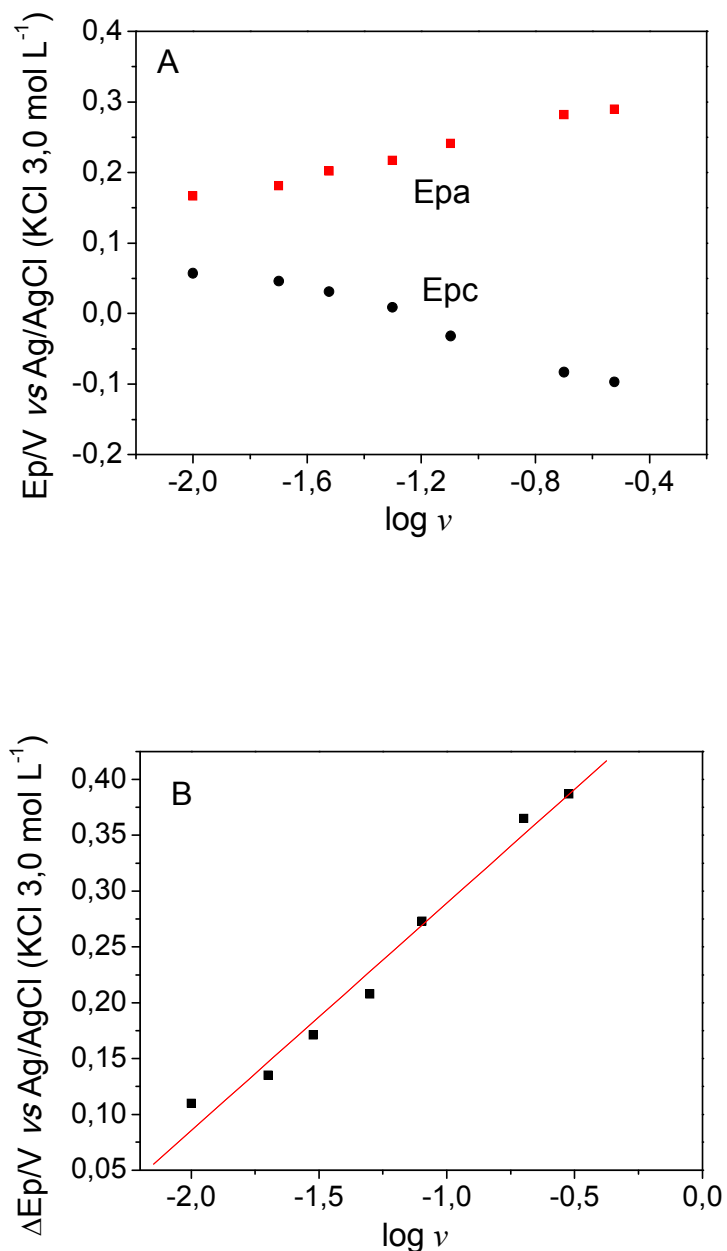 A
Ep/V vs Ag/AgCl (KCl 3,0 mol L⁻¹)
0,4
0,3
0,2
0,1
0,0
-0,1
-0,2
Epa
Epc
-2,0 -1,6 -1,2 -0,8 -0,4
log v
B
ΔEp/V vs Ag/AgCl (KCl 3,0 mol L⁻¹)
0,40
0,35
0,30
0,25
0,20
0,15
0,10
0,05
-2,0 -1,5 -1,0 -0,5 0,0
log v